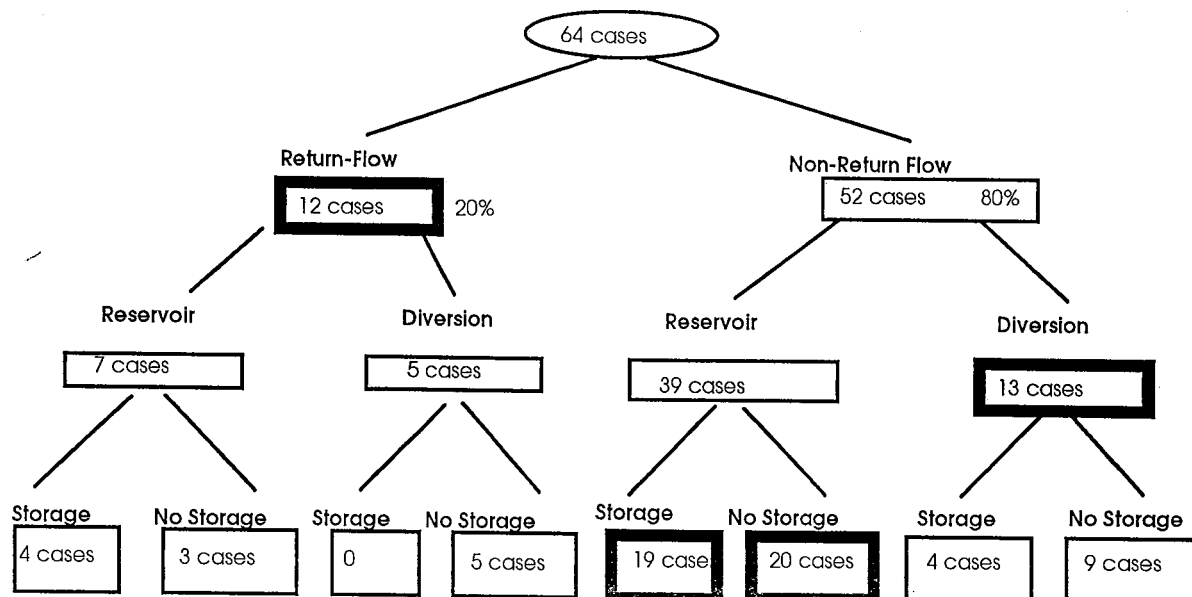 64 cases
Return-Flow
Non-Return Flow
12 cases
20%
52 cases 80%
Reservoir
Diversion
Reservoir
Diversion
7 cases
5 cases
39 cases
13 cases
Storage
No Storage
Storage
No Storage
Storage
No Storage
Storage
No Storage
4 cases
3 cases
0
5 cases
19 case
20 cases
4 cases
9 cases